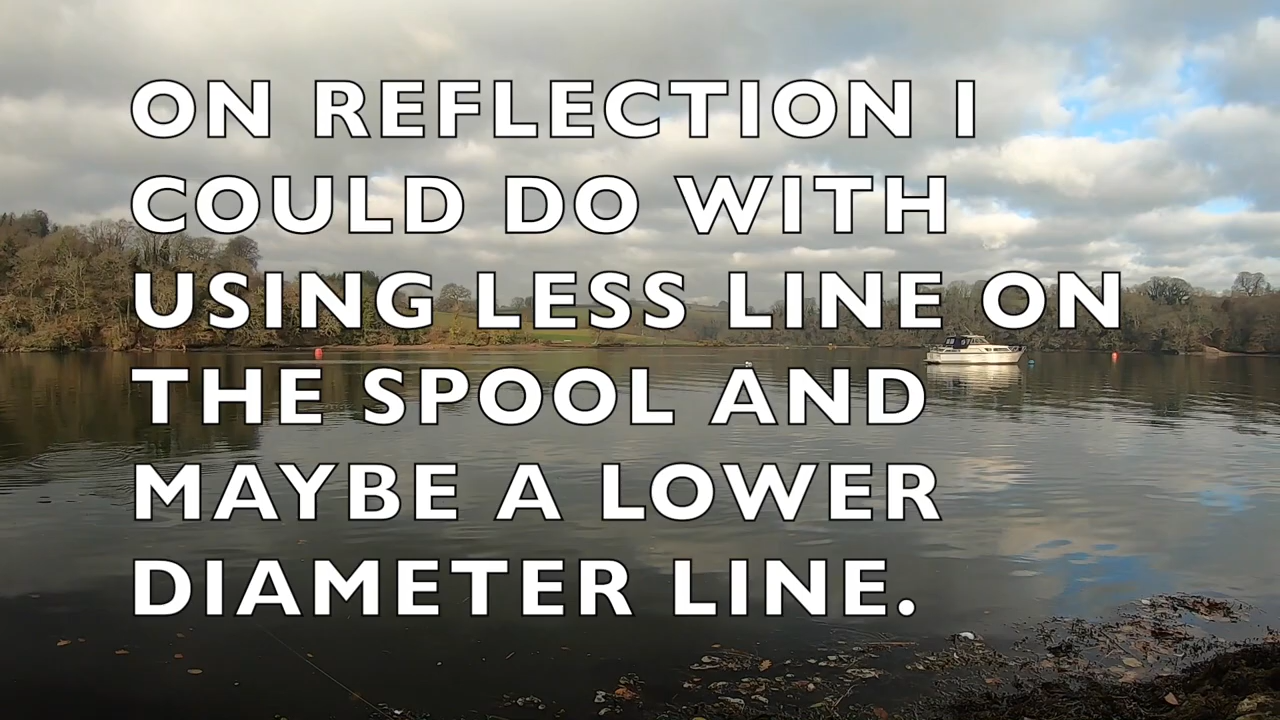 ON REFLECTION I
COULD DO WITH
USING LESS LINE ON
THE SPOOL AND
MAYBE A LOWER
DIAMETER LINE.